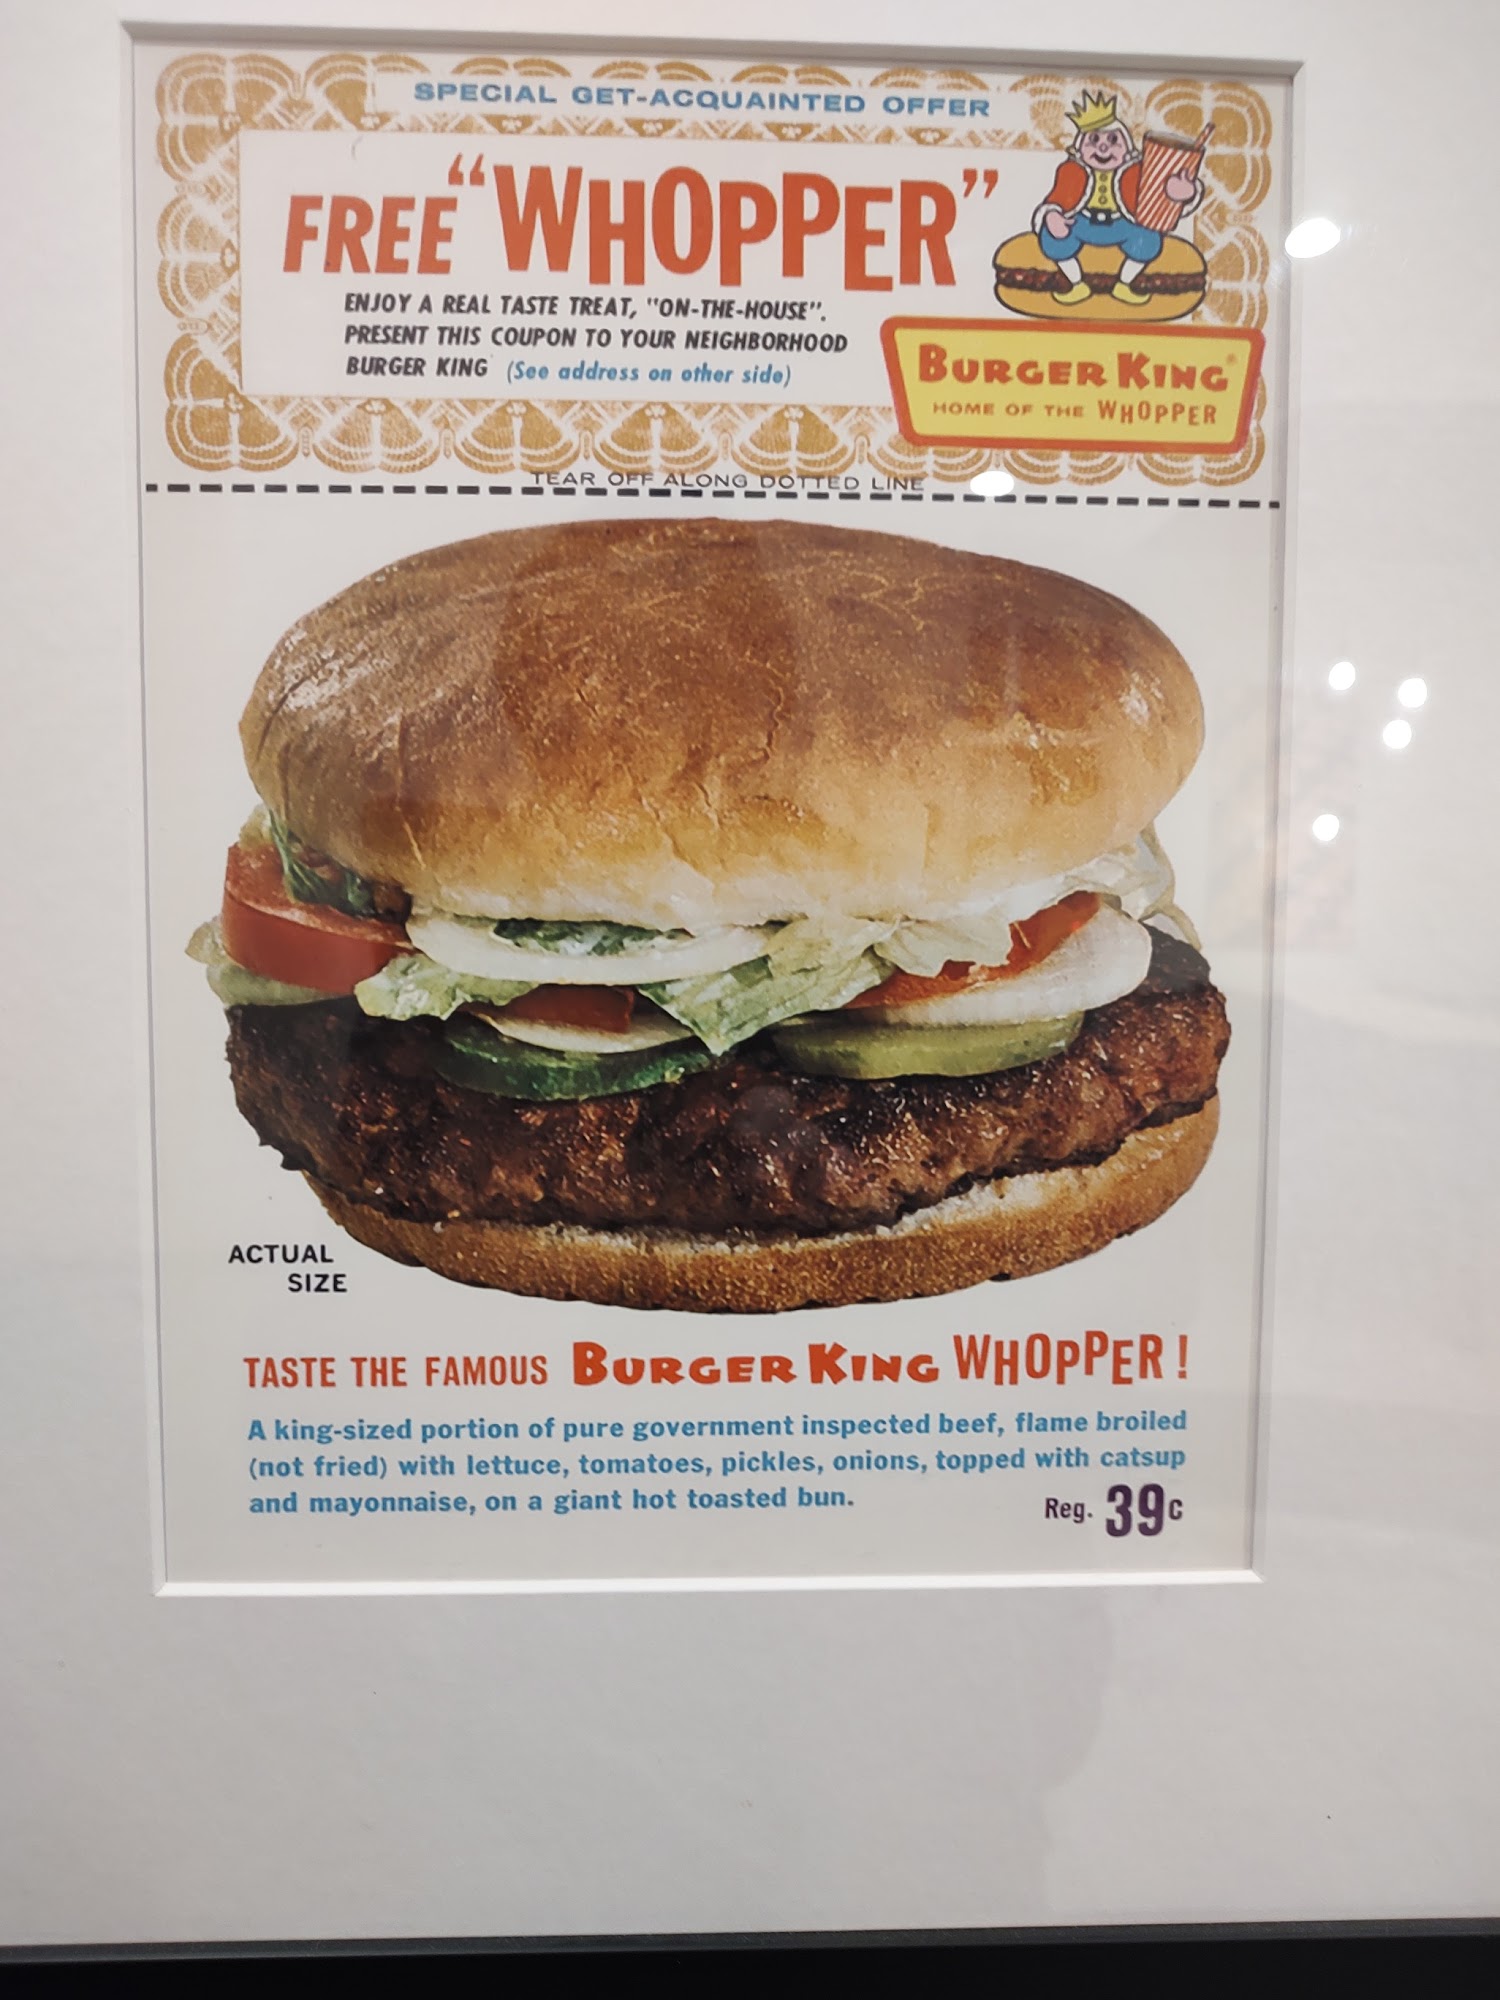 SPECIAL GET-ACQUAINTED OFFER
FREE "WHOPPER"
ENJOY A REAL TASTE TREAT, "ON-THE-HOUSE".
PRESENT THIS COUPON TO YOUR NEIGHBORHOOD
BURGER KING (See address on other side)
BURGER KING®
HOME OF THE WHOPPER
TEAR OFF ALONG DOTTED LINE
ACTUAL
SIZE
TASTE THE FAMOUS BURGER KING WHOPPER!
A king-sized portion of pure government inspected beef, flame broiled
(not fried) with lettuce, tomatoes, pickles, onions, topped with catsup
and mayonnaise, on a giant hot toasted bun.
Reg. 39c